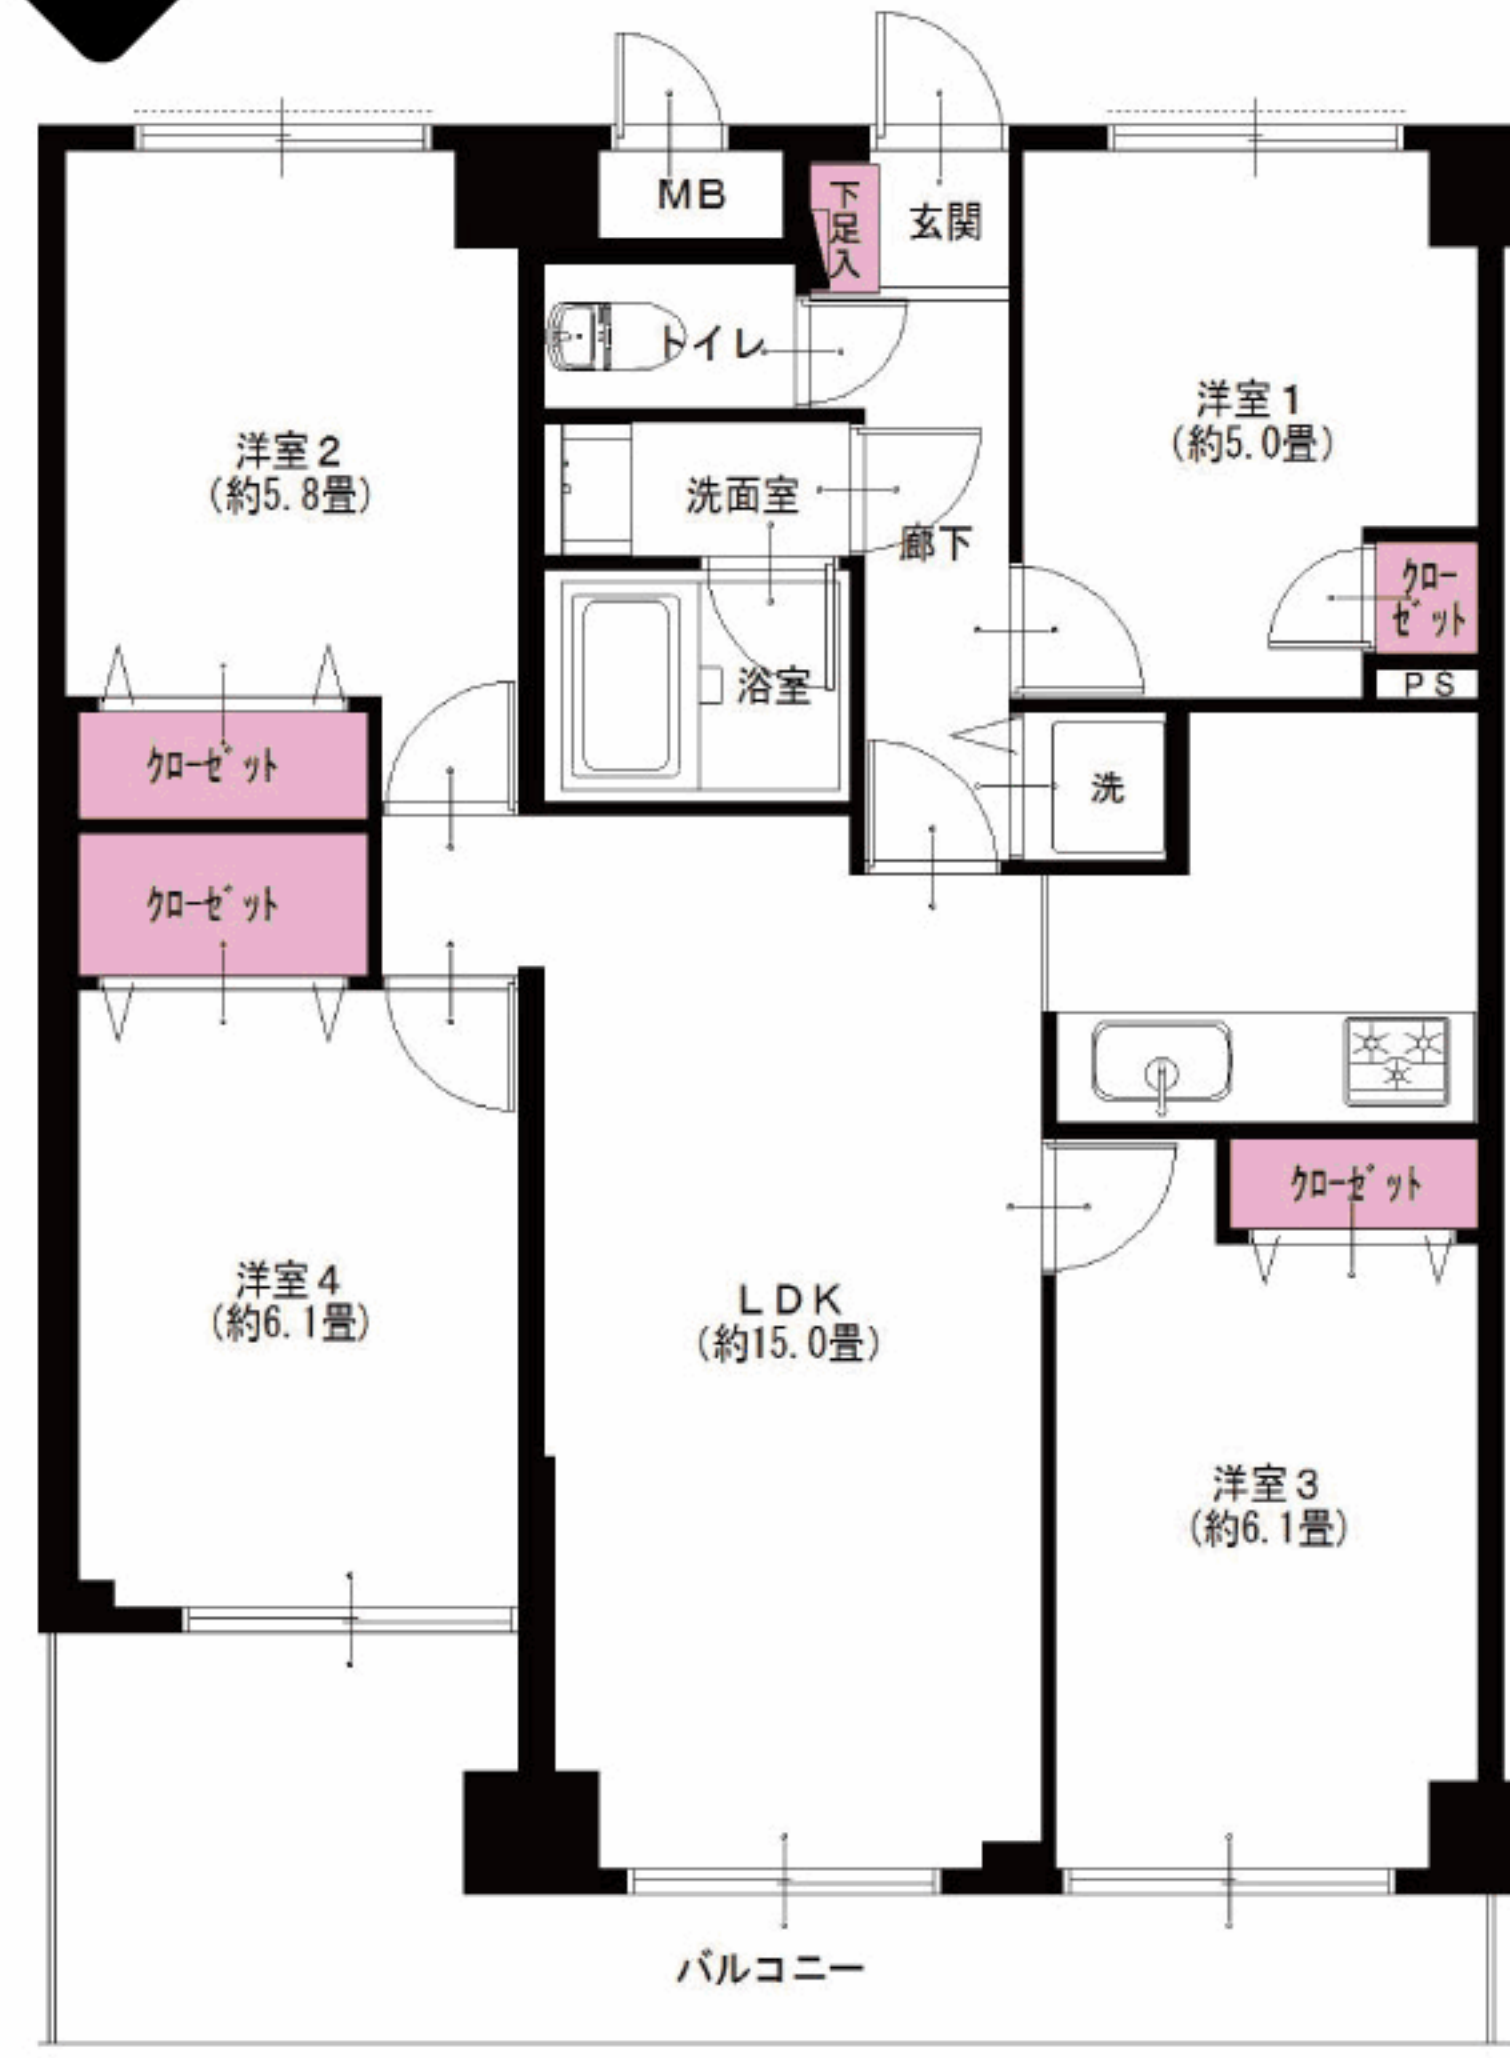 MB
下足入
玄関
トイレ
洋室1
(約5.0畳)
洋室2
(約5.8畳)
洗面室
廊下
クローゼット
PS
浴室
クローゼット
洗
クローゼット
クローゼット
洋室4
(約6.1畳)
LDK
(約15.0畳)
洋室3
(約6.1畳)
バルコニー